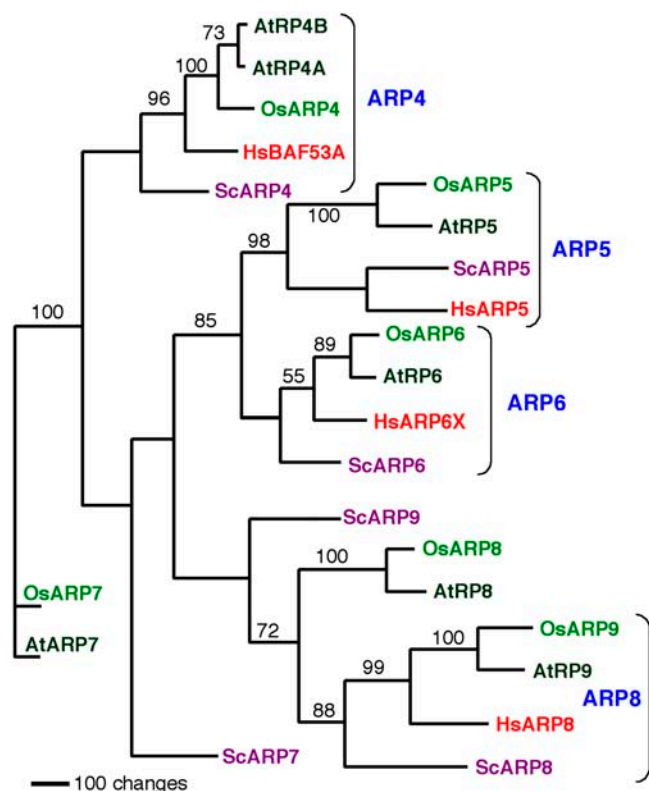 73
AtRP4B
AtRP4A
100
ARP4
96
OsARP4
HsBAF53A
ScARP4
OsARP5
100
AtRP5
98
ARP5
ScARP5
HsARP5
100
85
OsARP6
89
AtRP6
55
ARP6
HsARP6X
ScARP6
ScARP9
OsARP8
100
AtRP8
OsARP7
OsARP9
72
100
AtARP7
AtRP9
99
ARP8
88
HsARP8
ScARP7
ScARP8
100 changes